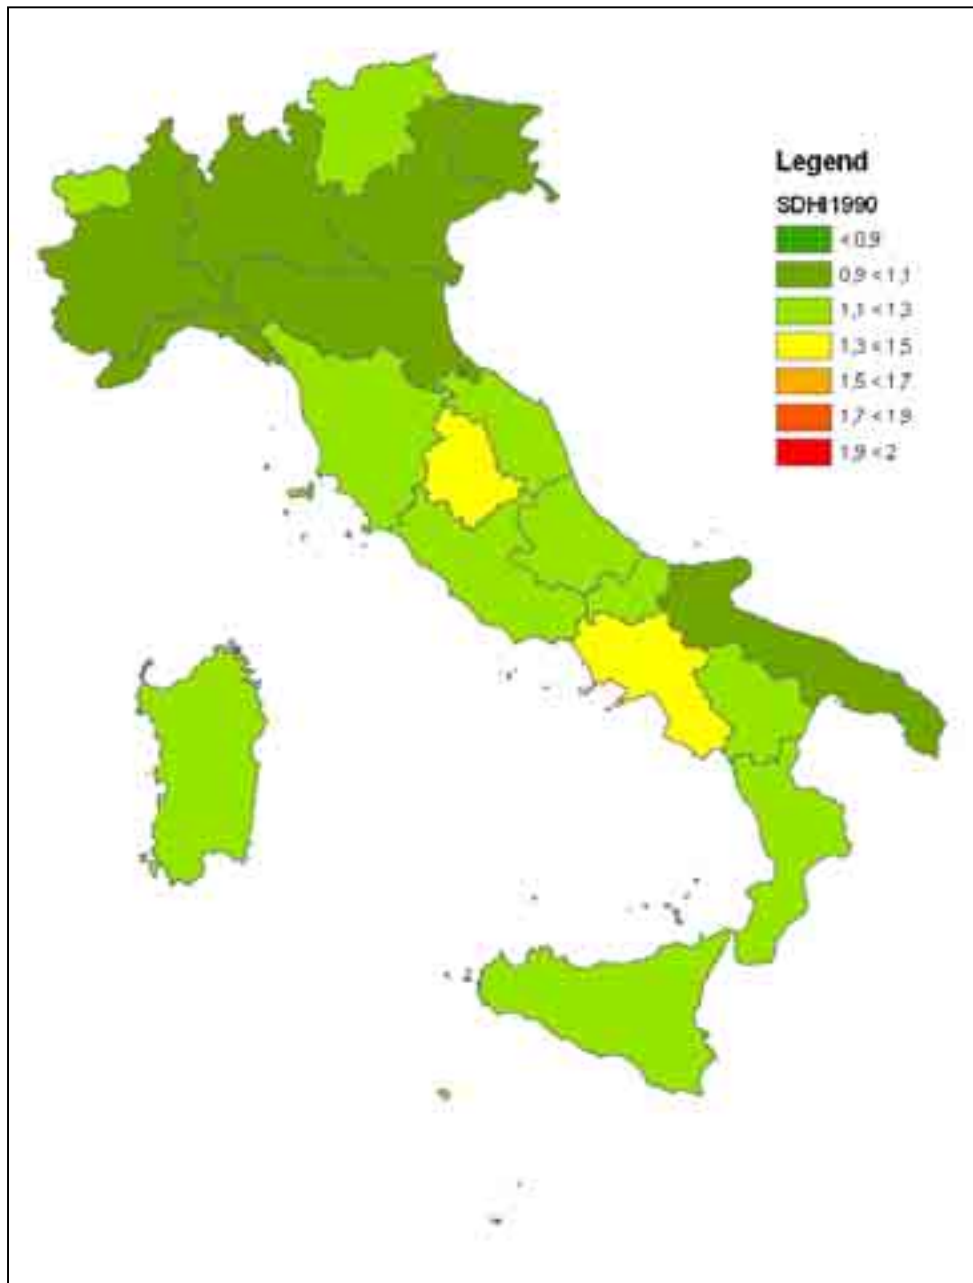 Legend
SDHI1990
< 0,9
0,9 < 1,1
1,1 < 1,3
1,3 < 1,5
1,5 < 1,7
1,7 < 1,9
1,9 < 2